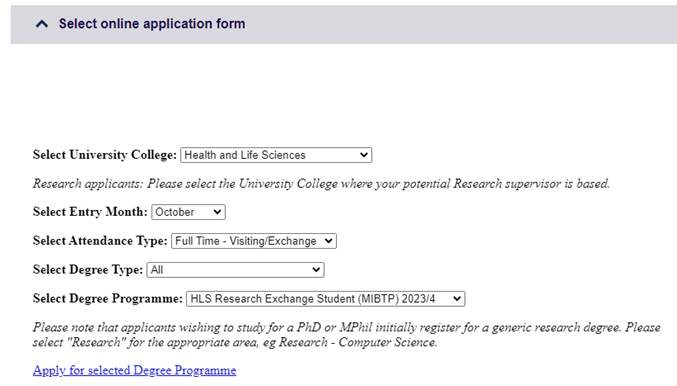 Select online application form
Select University College: Health and Life Sciences
Research applicants: Please select the University College where your potential Research supervisor is based.
Select Entry Month: October
Select Attendance Type: Full Time - Visiting/Exchange
Select Degree Type: All
Select Degree Programme: HLS Research Exchange Student (MIBTP) 2023/4
Please note that applicants wishing to study for a PhD or MPhil initially register for a generic research degree. Please
select "Research" for the appropriate area, eg Research - Computer Science.
Apply for selected Degree Programme